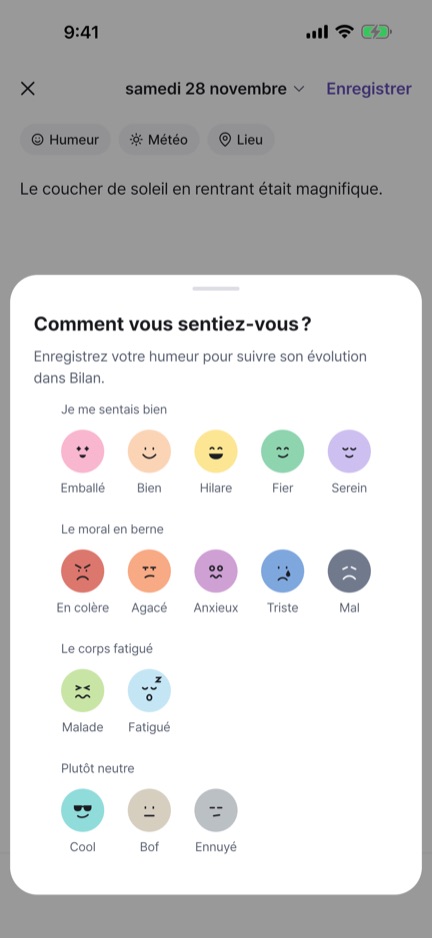 9:41
samedi 28 novembre
Enregistrer
Humeur
Météo
Lieu
Le coucher de soleil en rentrant était magnifique.
Comment vous sentiez-vous ?
Enregistrez votre humeur pour suivre son évolution
dans Bilan.
Je me sentais bien
Emballé
Bien
Hilare
Fier
Serein
Le moral en berne
En colère
Agacé
Anxieux
Triste
Mal
Le corps fatigué
Malade
Fatigué
Plutôt neutre
Cool
Bof
Ennuyé